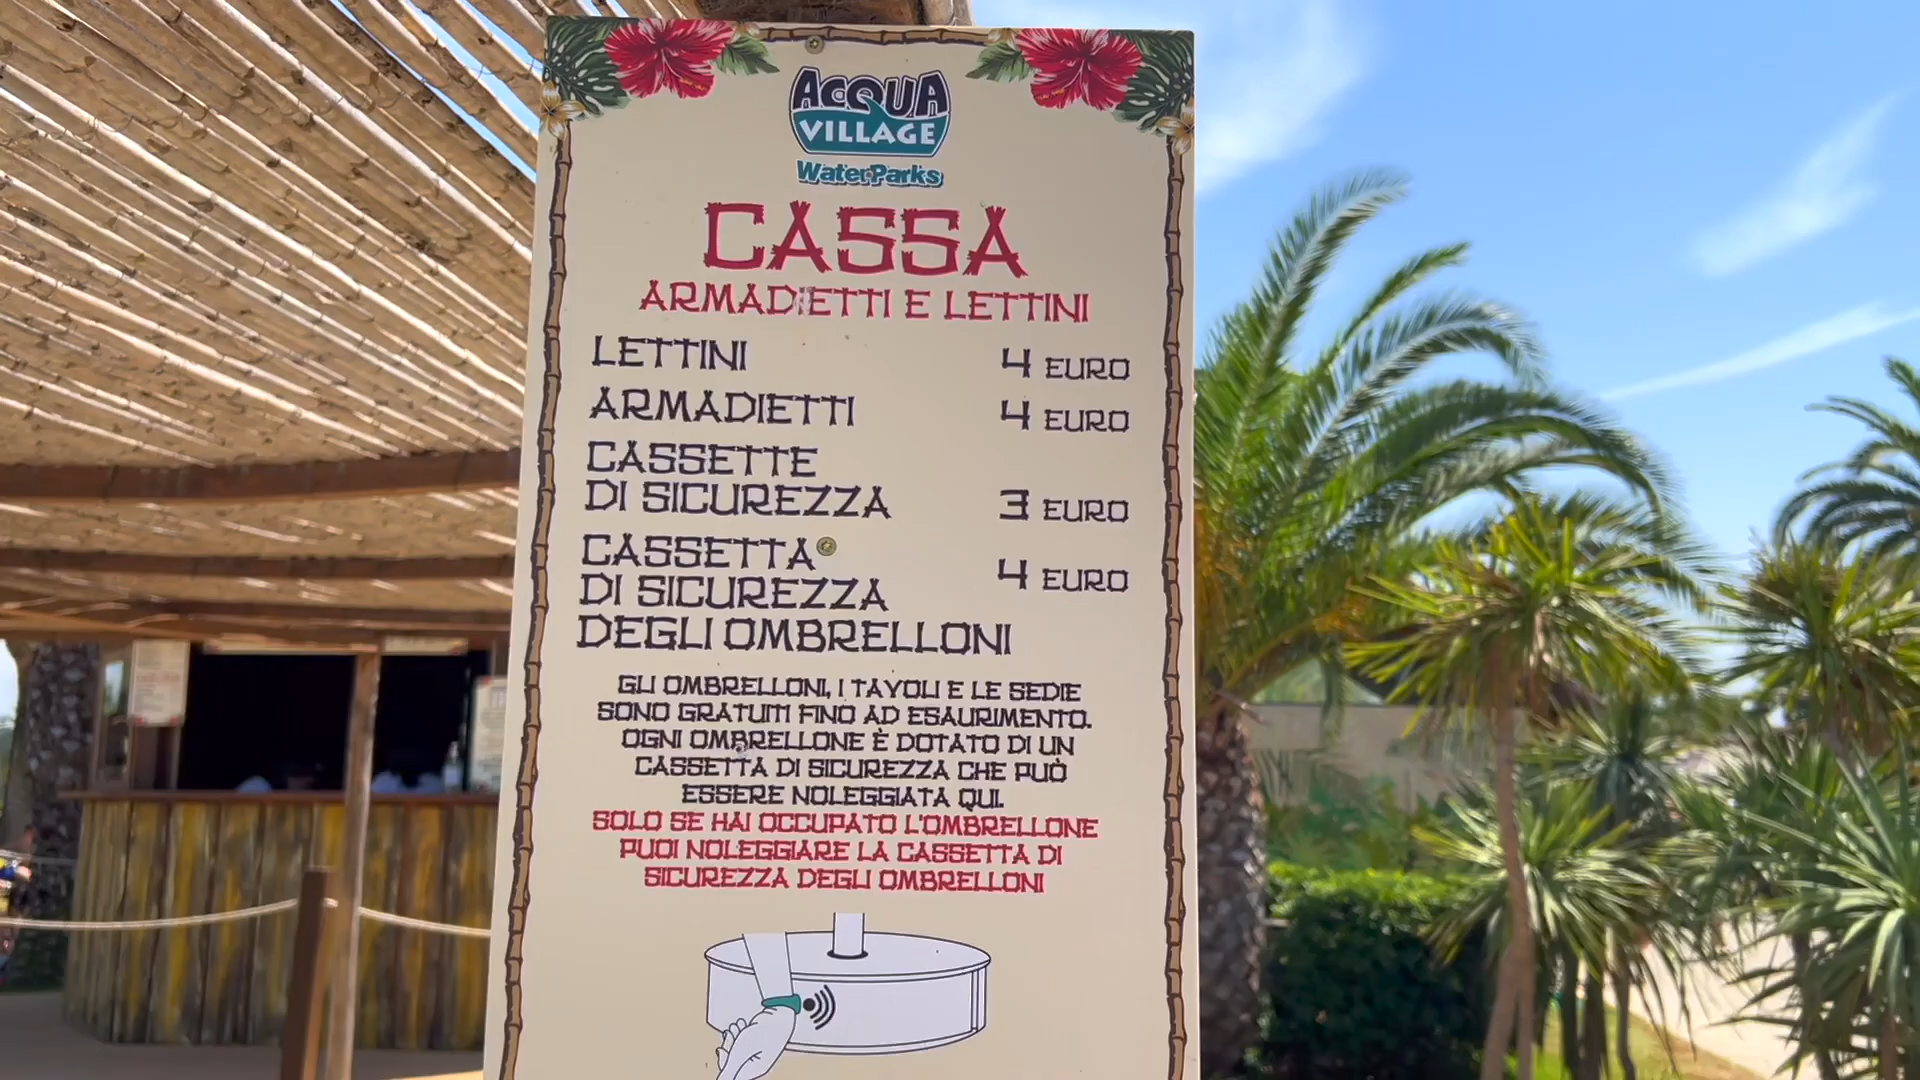 ACQUA
VILLAGE
WaterParks
CASSA
ARMADIETTI E LETTINI
LETTINI 4 EURO
ARMADIETTI 4 EURO
CASSETTE
DI SICUREZZA 3 EURO
CASSETTA
DI SICUREZZA 4 EURO
DEGLI OMBRELLONI
GLI OMBRELLONI, I TAVOLI E LE SEDIE
SONO GRATUITI FINO AD ESAURIMENTO.
OGNI OMBRELLONE È DOTATO DI UN
CASSETTA DI SICUREZZA CHE PUÒ
ESSERE NOLEGGIATA QUI.
SOLO SE HAI OCCUPATO L'OMBRELLONE
PUOI NOLEGGIARE LA CASSETTA DI
SICUREZZA DEGLI OMBRELLONI